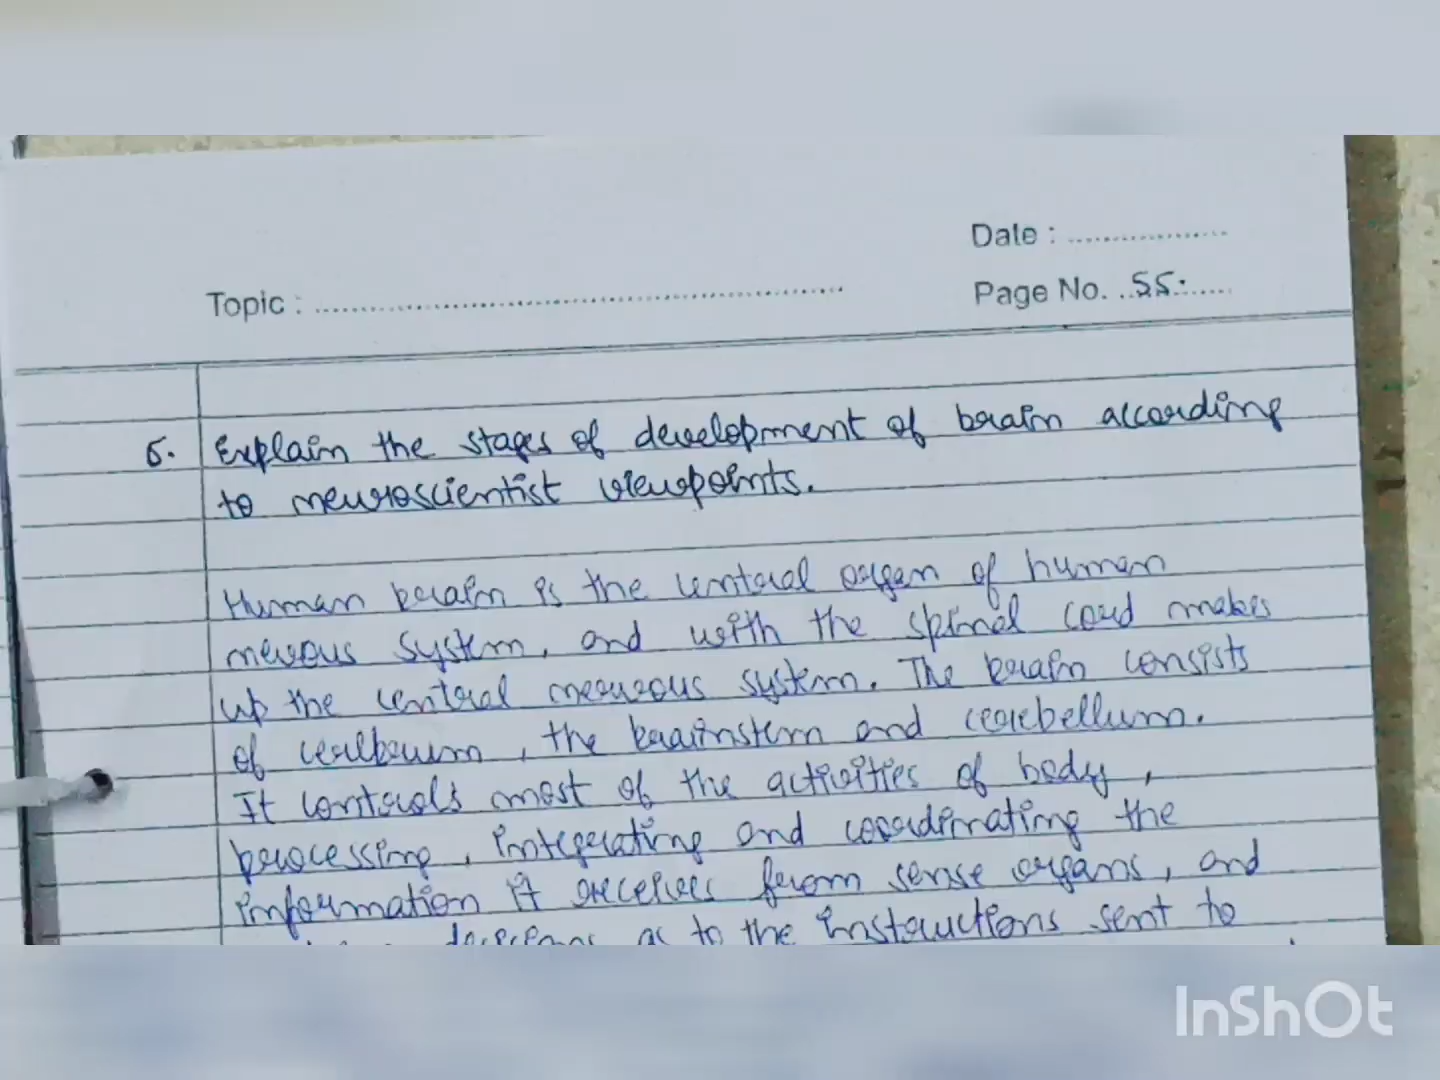 Date : ....................
Topic : ............................................................
Page No. ..55.......
5. Explain the stages of development of brain according
to neuroscientist viewpoints.
Human brain is the central organ of human
nervous system, and with the spinal cord makes
up the central nervous system. The brain consists
of cerebrum, the brainstem and cerebellum.
It controls most of the activities of body,
processing, integrating and coordinating the
information it receives from sense organs, and
decisions as to the instructions sent to
InShOt